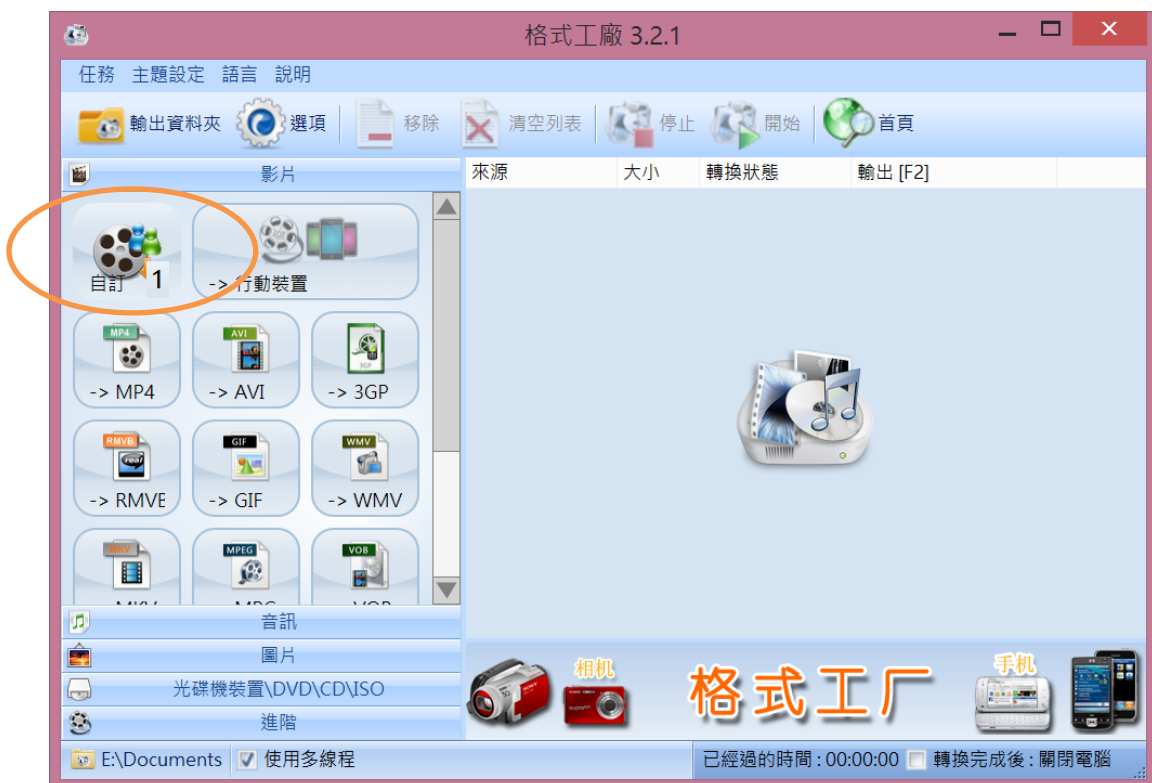 格式工廠 3.2.1
任務 主題設定 語言 說明
輸出資料夾 選項 移除 清空列表 停止 開始 首頁
影片
來源 大小 轉換狀態 輸出 [F2]
自訂 1 -> 行動裝置
MP4 AVI 3GP
-> MP4 -> AVI -> 3GP
RMVB GIF WMV
real
-> RMVB -> GIF -> WMV
MKV MPEG VOB
音訊
圖片
光碟機裝置\DVD\CD\ISO
進階
相机 格式工厂 手机
E:\Documents 使用多線程 已經過的時間 : 00:00:00 轉換完成後 : 關閉電腦